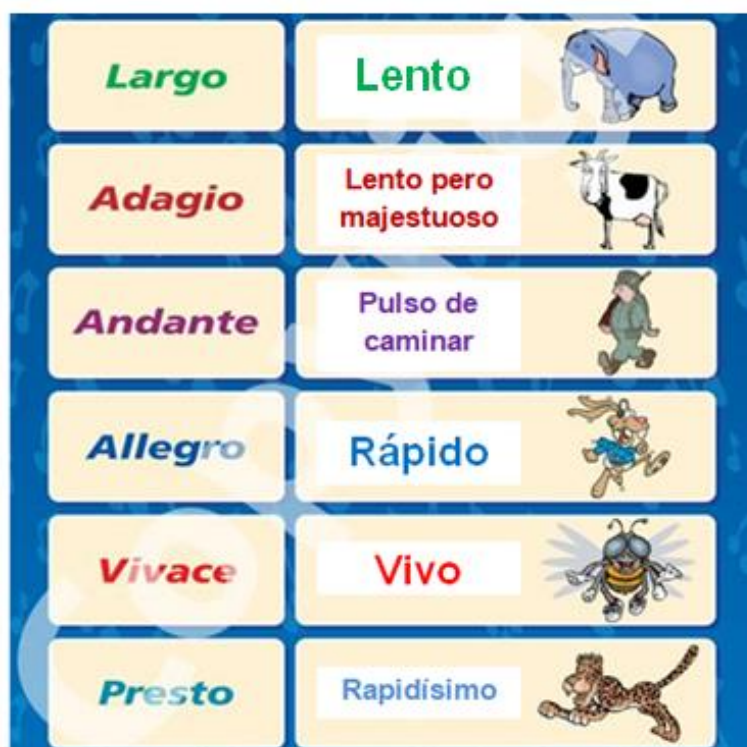 Largo
Lento
Adagio
Lento pero
majestuoso
Andante
Pulso de
caminar
Allegro
Rápido
Vivace
Vivo
Presto
Rapidísimo